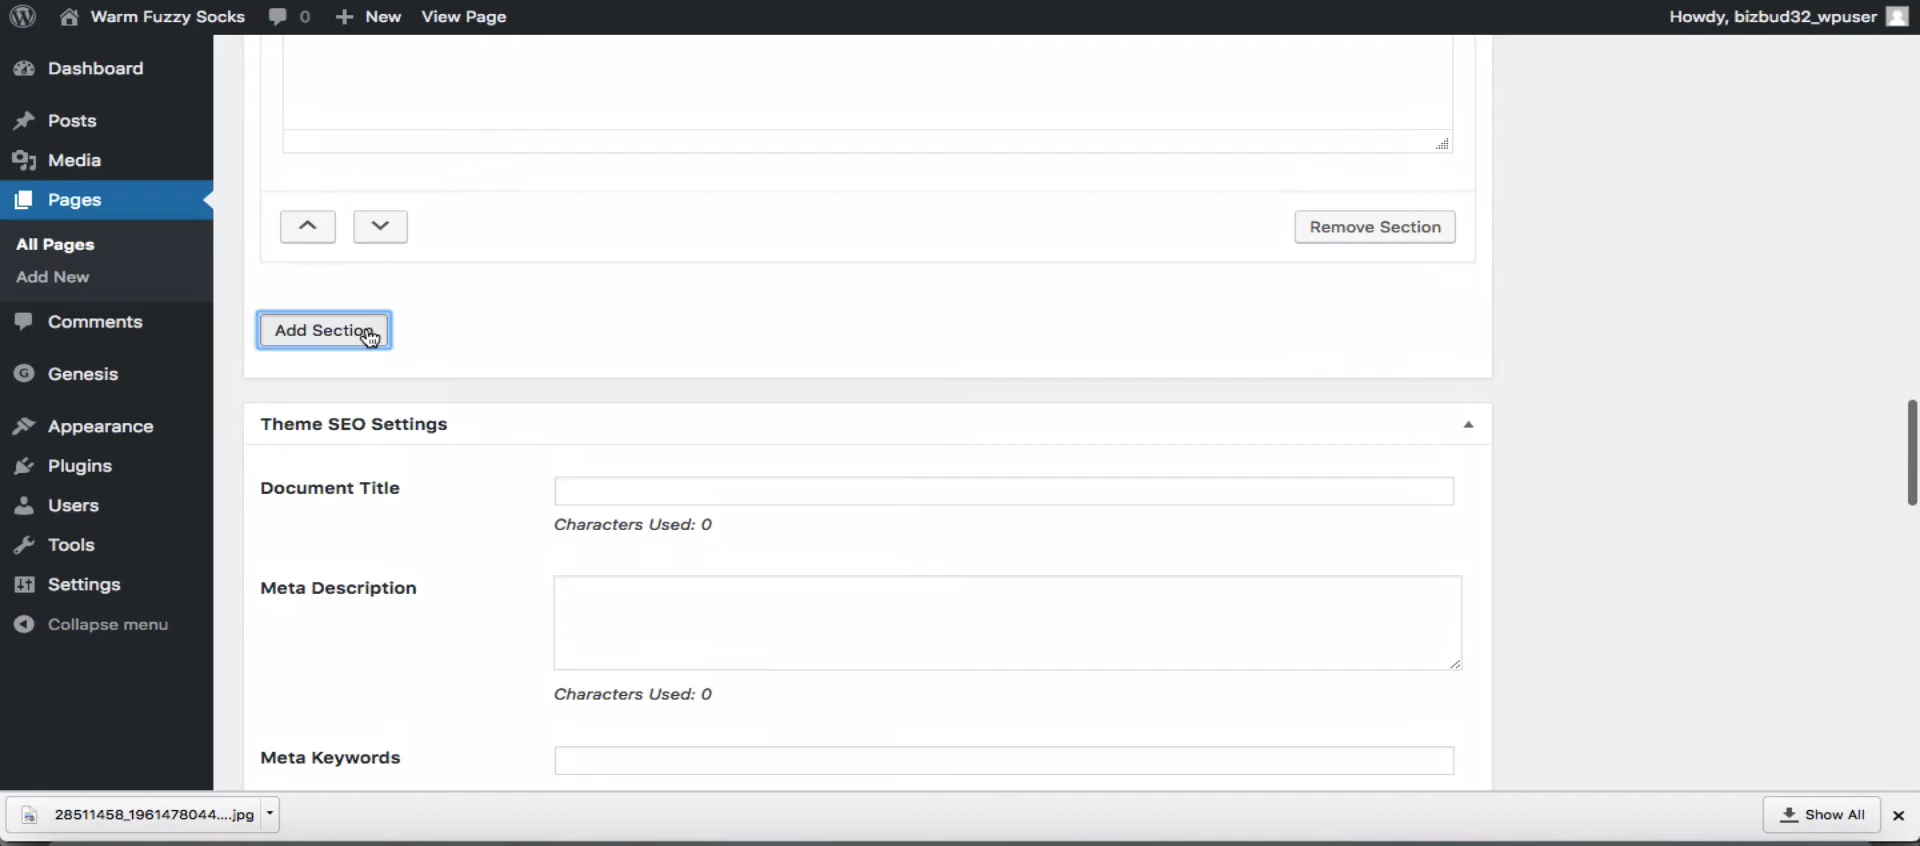 Warm Fuzzy Socks 0 New View Page Howdy, bizbud32_wpuser
Dashboard
Posts
Media
Pages
All Pages
Add New
Comments
Genesis
Appearance
Plugins
Users
Tools
Settings
Collapse menu
Remove Section
Add Section
Theme SEO Settings
Document Title
Characters Used: 0
Meta Description
Characters Used: 0
Meta Keywords
28511458_1961478044....jpg Show All